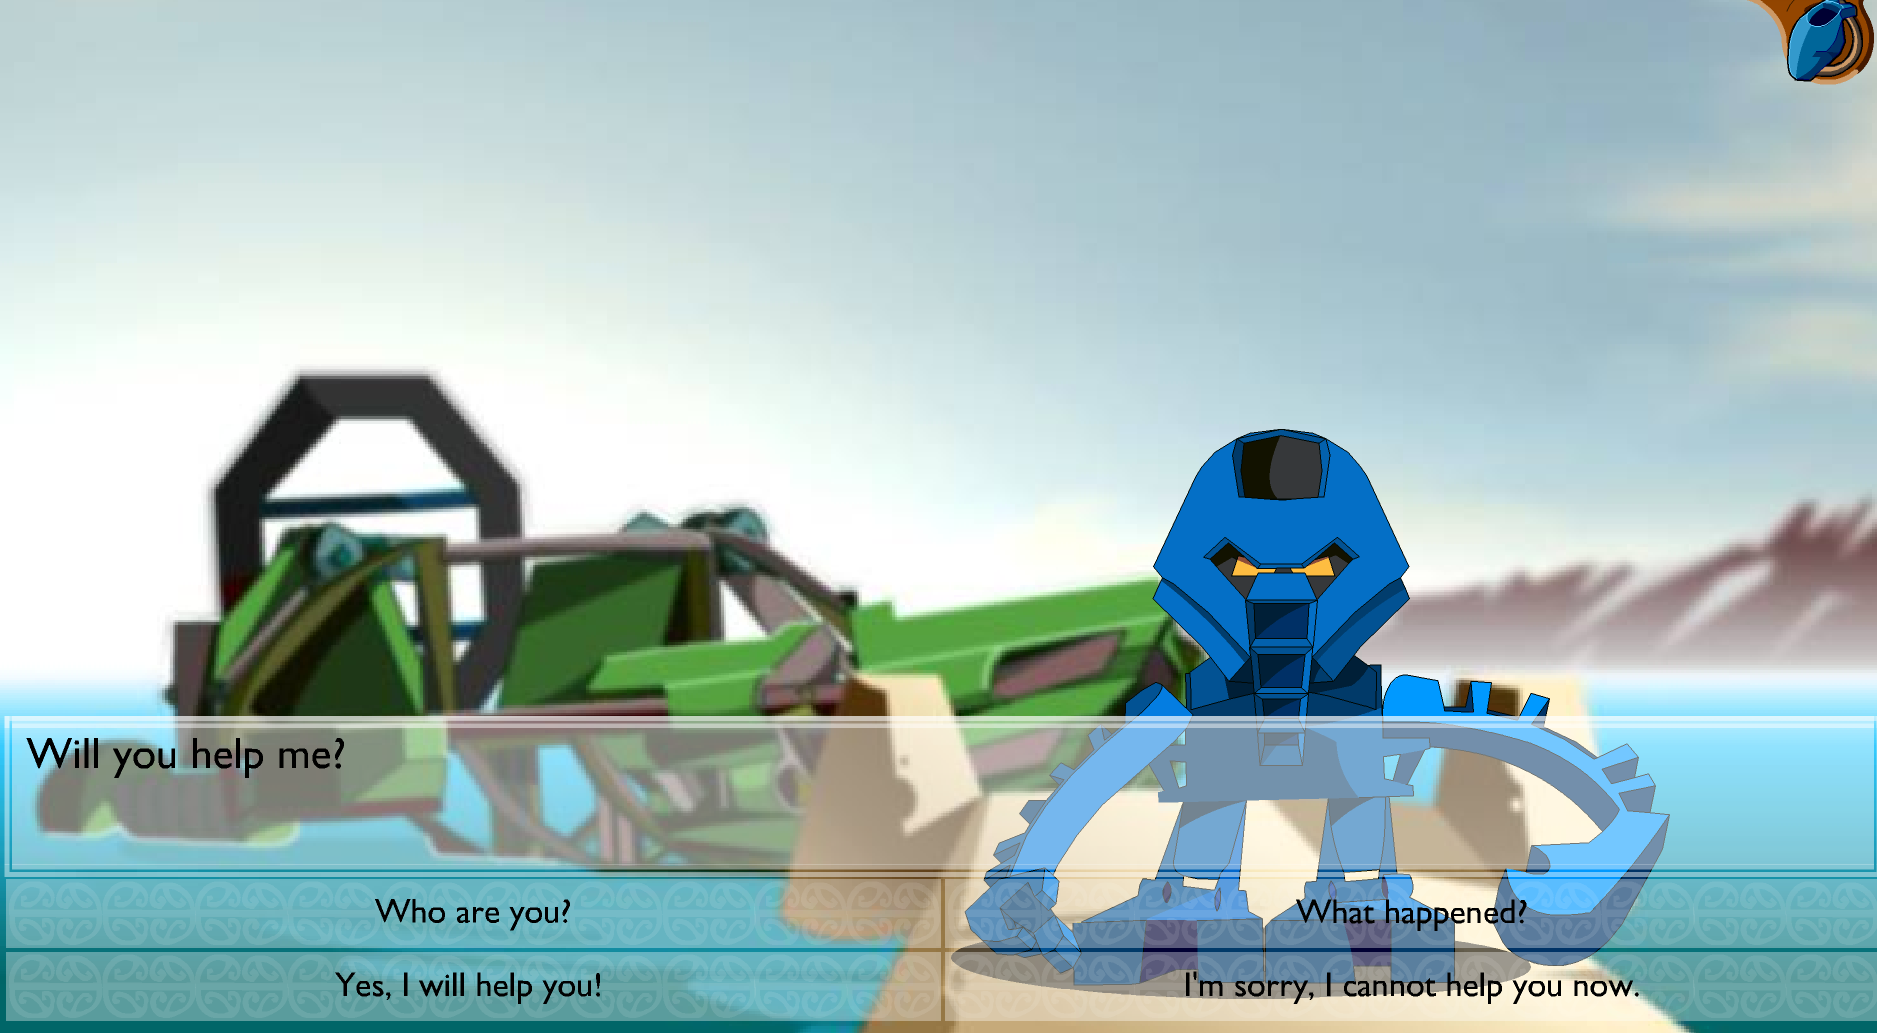 Will you help me?
Who are you?
What happened?
Yes, I will help you!
I'm sorry, I cannot help you now.